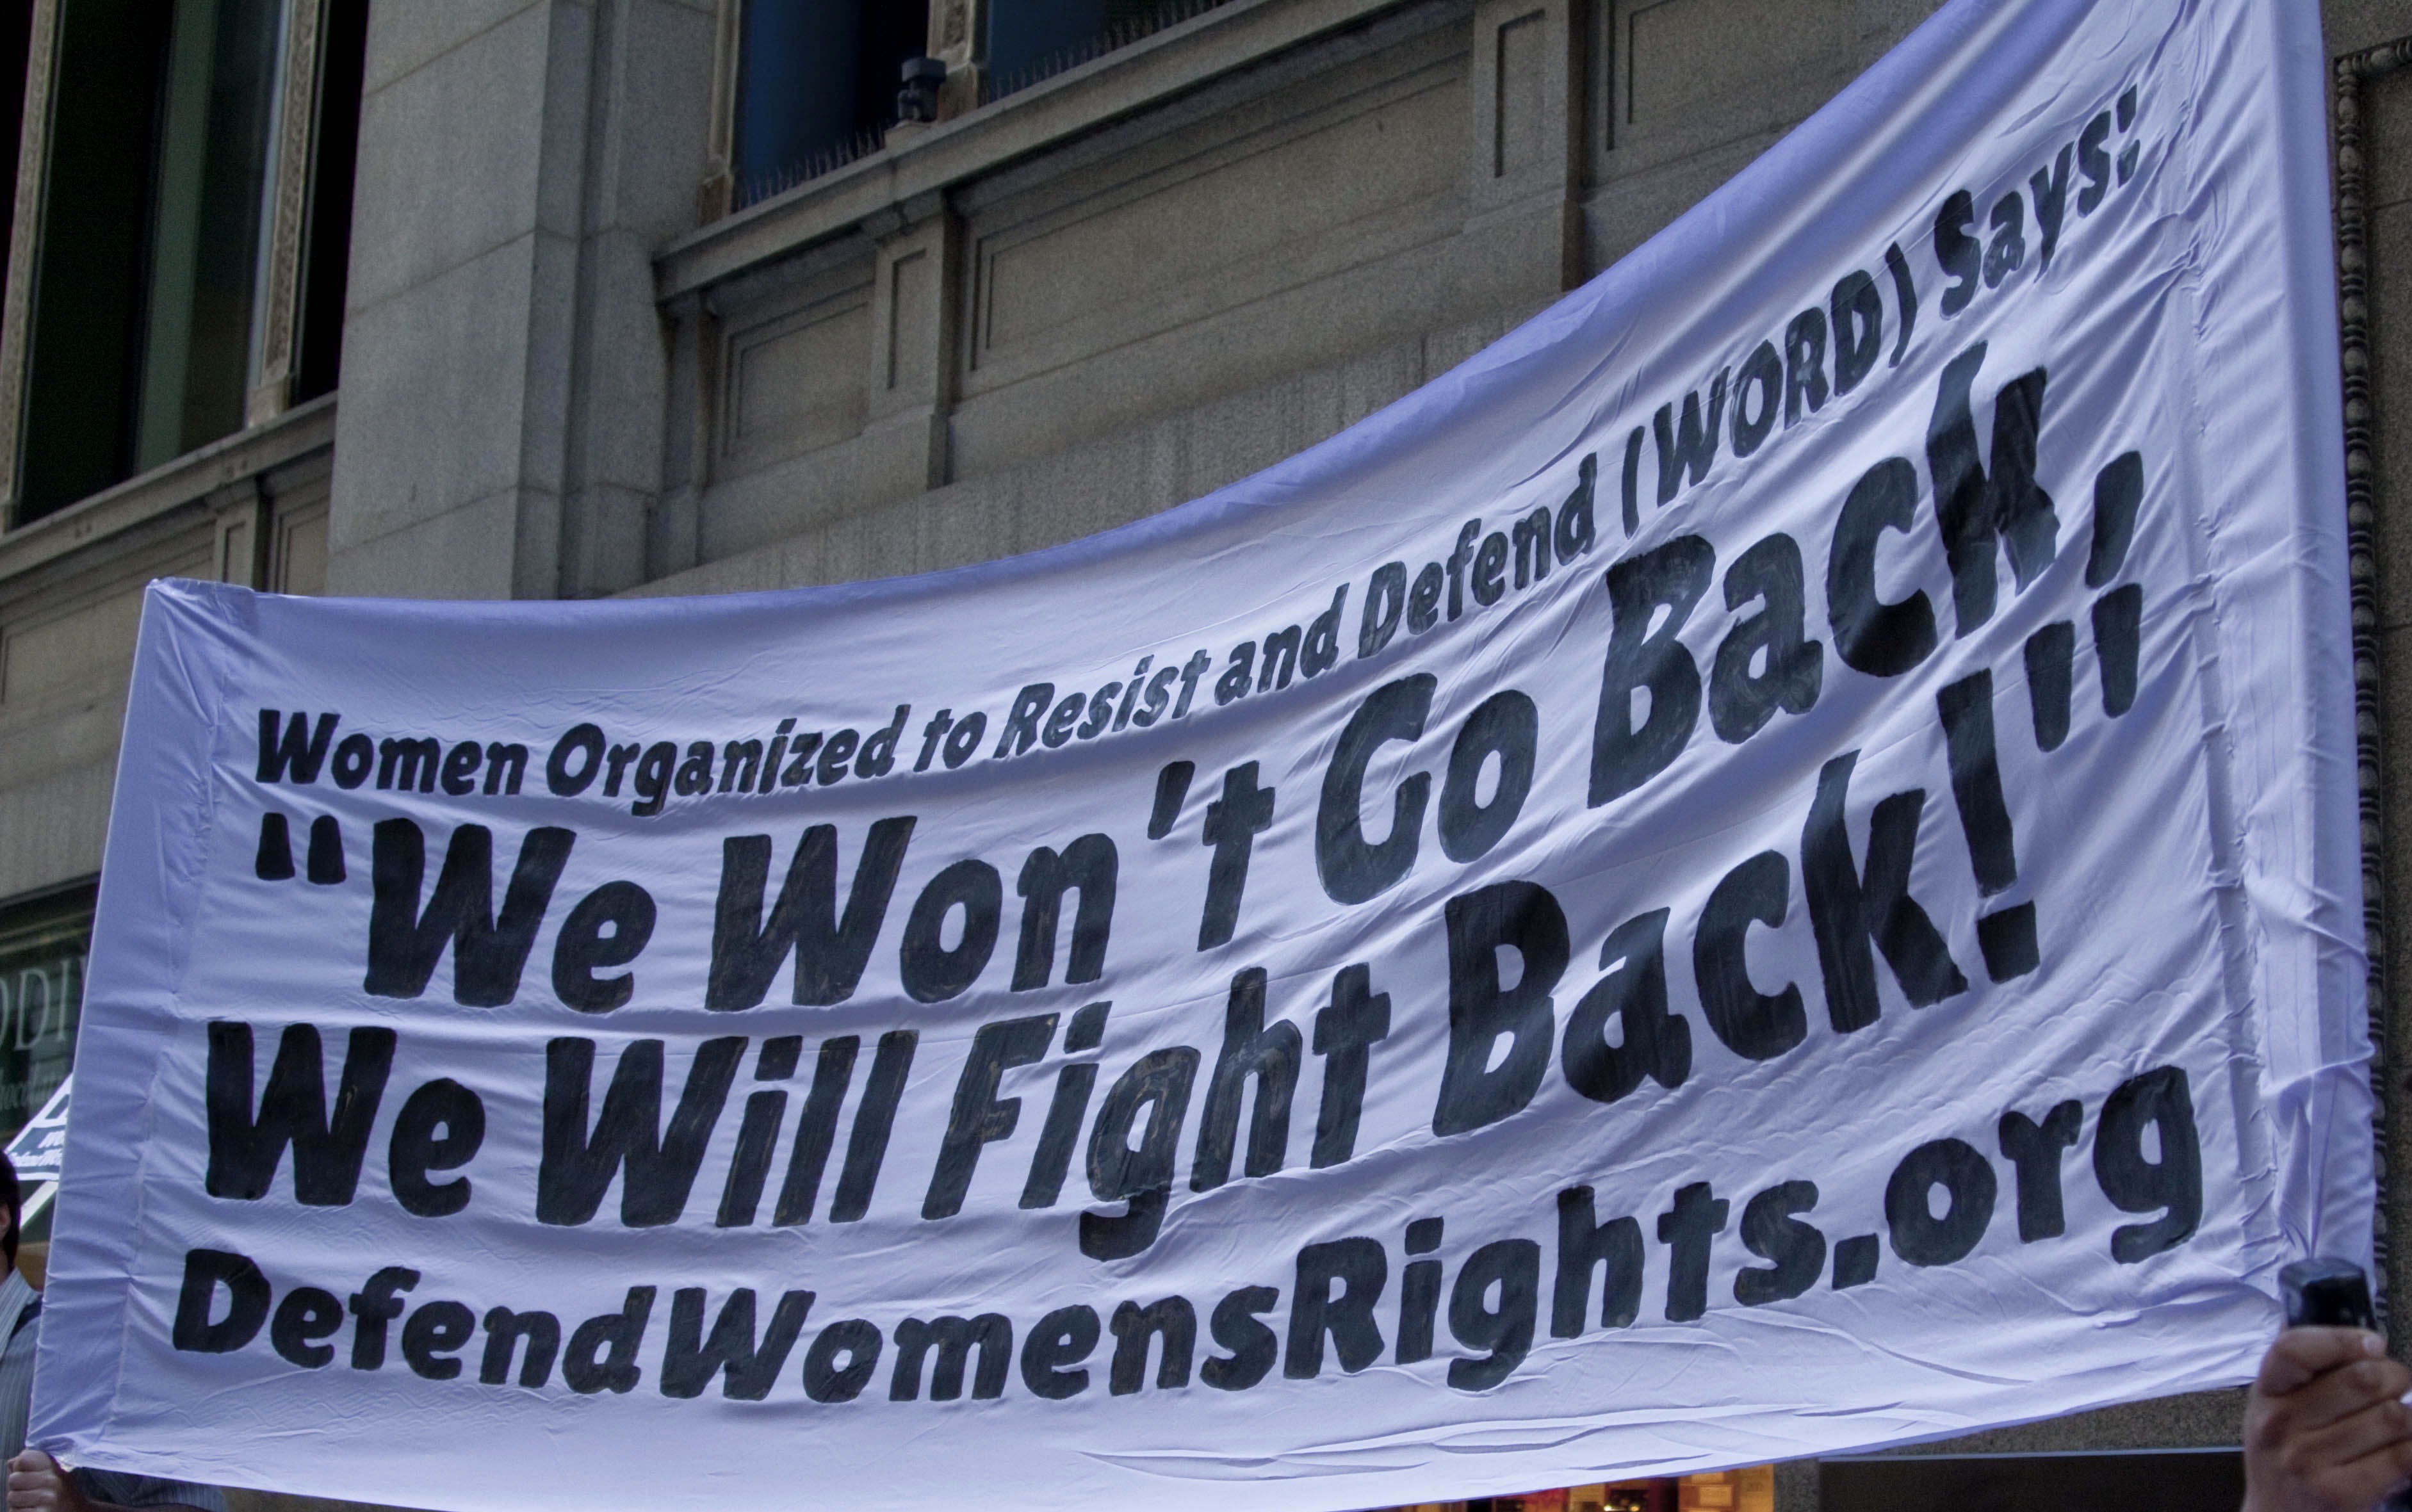 Women Organized to Resist and Defend (WORD) Says:
"We Won't Go Back,
We Will Fight Back!"
DefendWomensRights.org